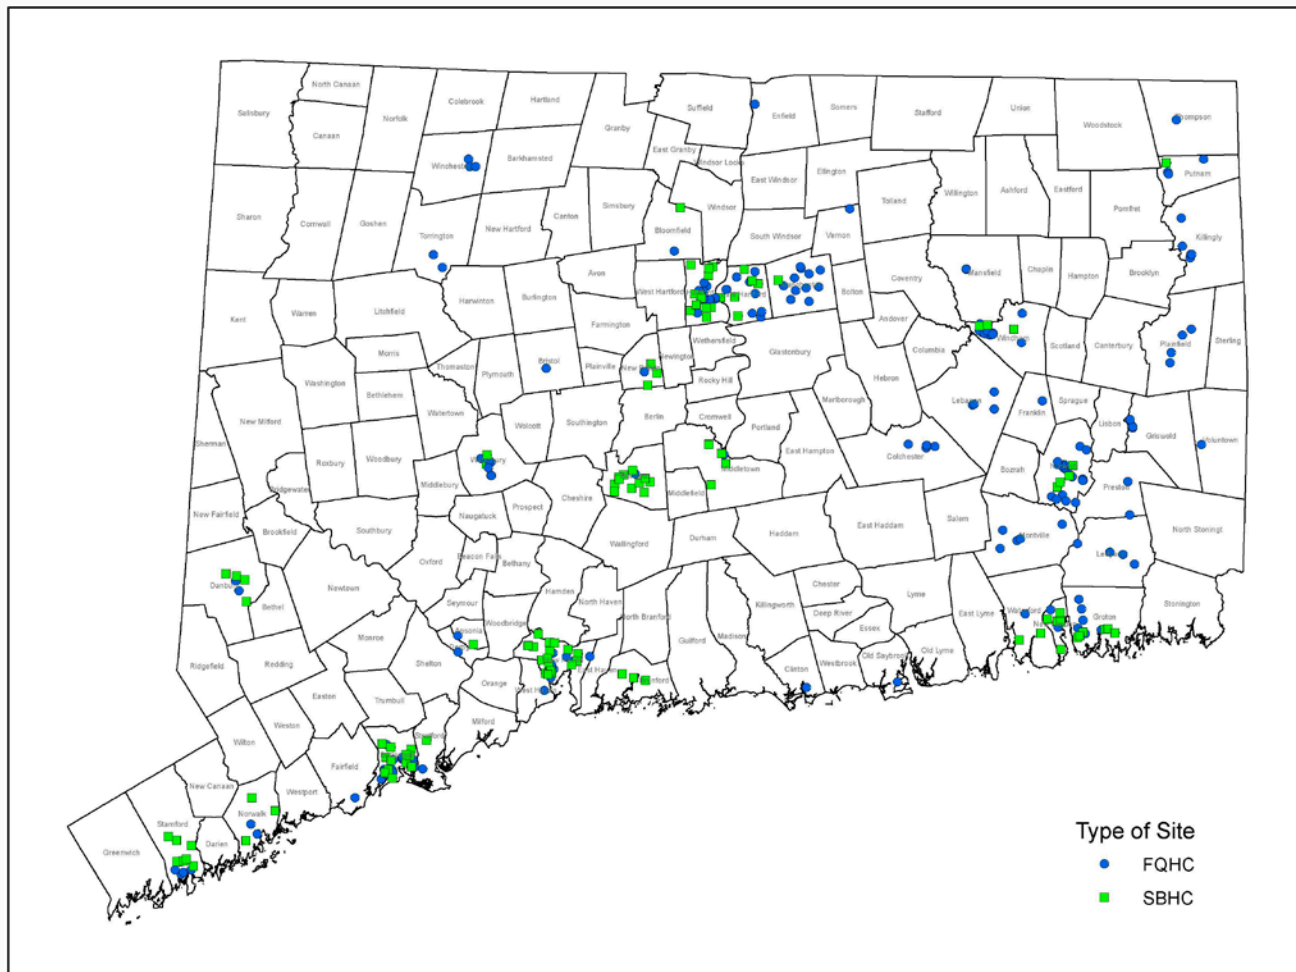 North Canaan
Colebrook
Hartland
Suffield
Salisbury
Norfolk
Canaan
Granby
Enfield
Somers
Stafford
Union
Woodstock
Thompson
East Granby
Windsor Locks
Winchester
Barkhamsted
East Windsor
Ellington
Willington
Ashford
Eastford
Pomfret
Putnam
Sharon
Cornwall
Goshen
Torrington
New Hartford
Canton
Simsbury
Bloomfield
Windsor
South Windsor
Vernon
Tolland
Killingly
Avon
West Hartford
Mansfield
Chaplin
Hampton
Brooklyn
Coventry
Bolton
Kent
Warren
Litchfield
Harwinton
Burlington
Farmington
Andover
Windham
Scotland
Canterbury
Plainfield
Sterling
Wethersfield
Newington
Glastonbury
Columbia
Morris
Thomaston
Plymouth
Bristol
Plainville
Rocky Hill
Hebron
Marlborough
Lebanon
Franklin
Sprague
Lisbon
Griswold
Voluntown
Washington
Bethlehem
Watertown
Wolcott
Southington
Berlin
Cromwell
Portland
East Hampton
Colchester
Bozrah
Preston
New Milford
Sherman
Roxbury
Woodbury
Bridgewater
Middlebury
Cheshire
Middletown
Middlefield
New Fairfield
Brookfield
Southbury
Naugatuck
Prospect
Wallingford
Durham
Haddam
East Haddam
Salem
Montville
North Stoningt
Oxford
Beacon Falls
Bethany
Danbury
Bethel
Newtown
Seymour
Woodbridge
Hamden
North Haven
North Branford
Guilford
Madison
Killingworth
Chester
Deep River
Essex
Lyme
East Lyme
Waterford
Groton
Stonington
Monroe
Shelton
Ridgefield
Redding
Orange
East Haven
Clinton
Westbrook
Old Saybrook
Old Lyme
Easton
Trumbull
Milford
Weston
Wilton
Fairfield
New Canaan
Westport
Norwalk
Stamford
Darien
Greenwich
Type of Site
FQHC
SBHC